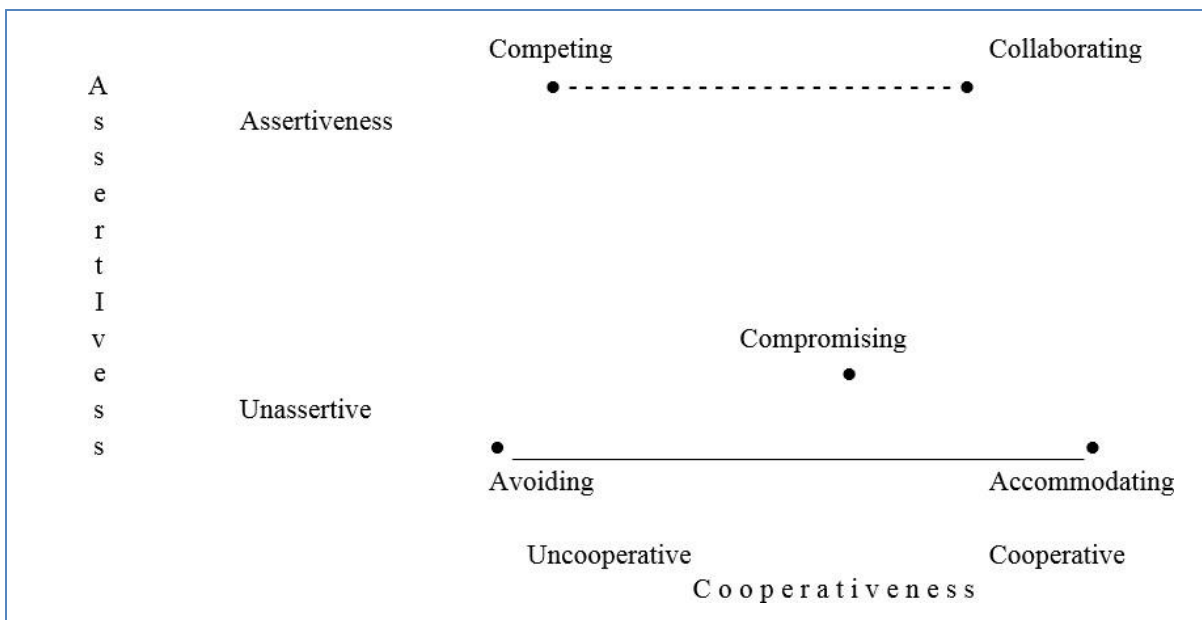 Competing Collaborating
A
s Assertiveness
s
e
r
t
I
v Compromising
e
s Unassertive
s
Avoiding Accommodating
Uncooperative Cooperative
C o o p e r a t i v e n e s s